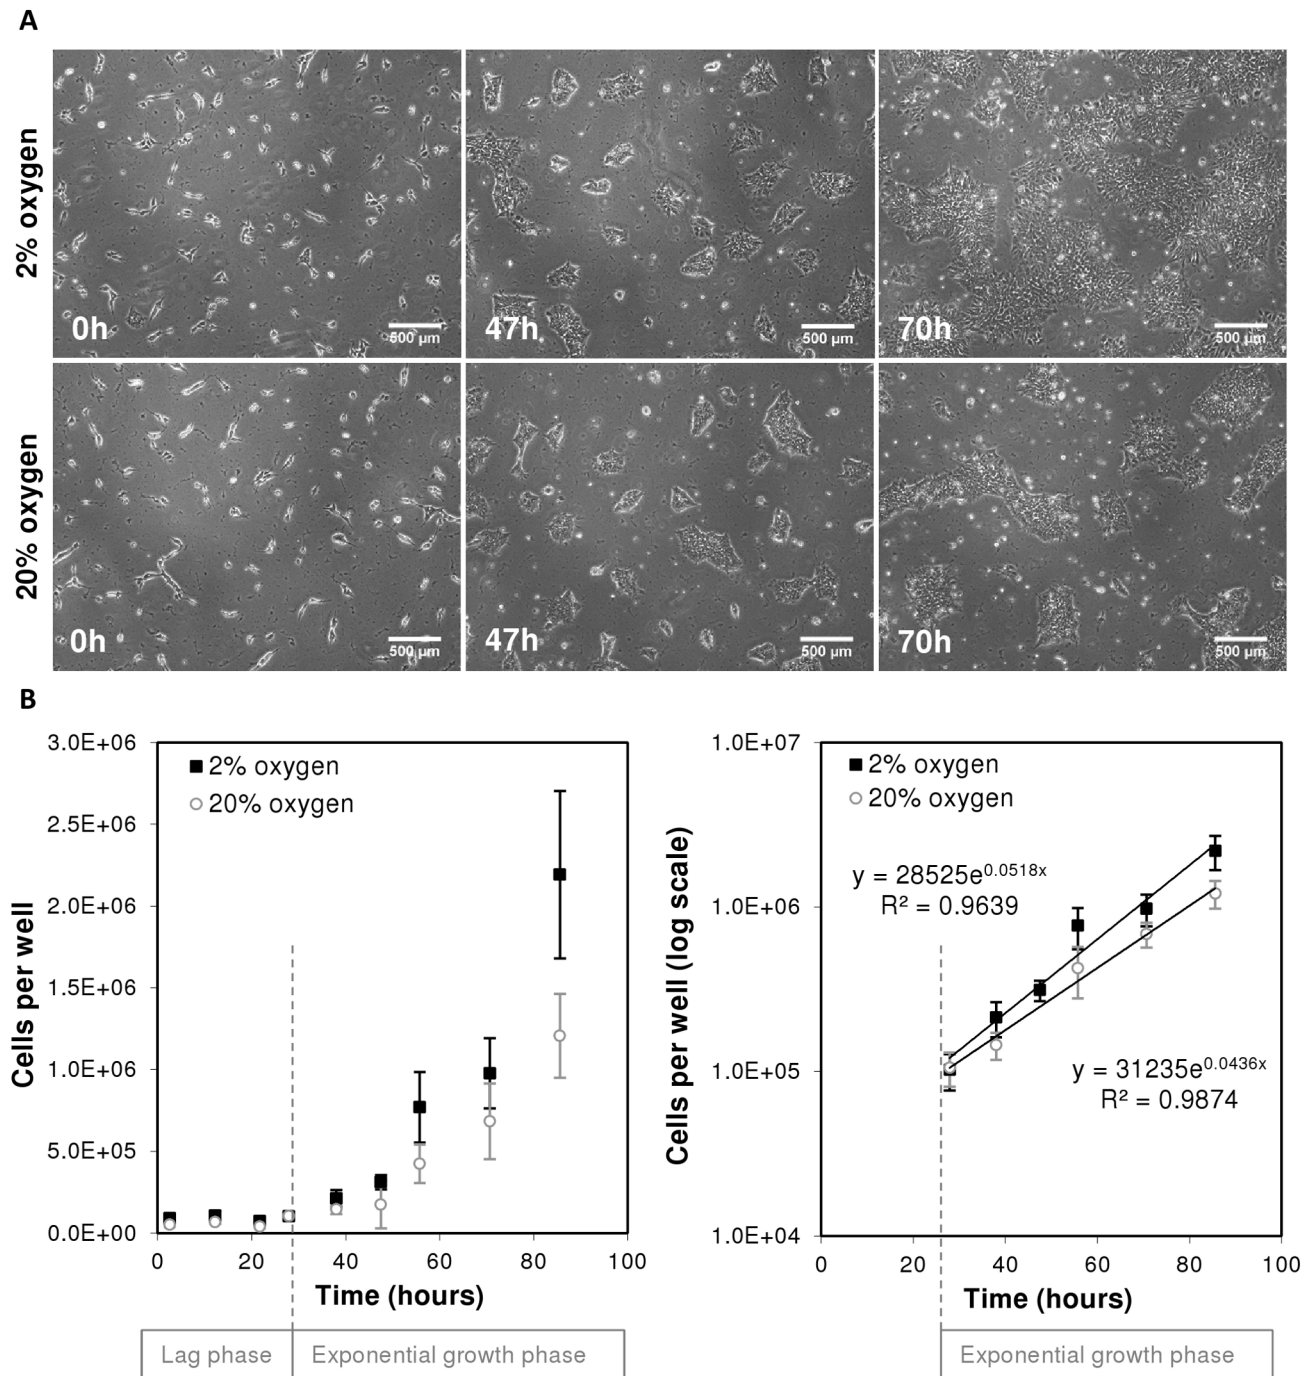 A
2% oxygen
0h
500 µm
47h
500 µm
70h
500 µm
20% oxygen
0h
500 µm
47h
500 µm
70h
500 µm
B
3.0E+06
2.5E+06
2.0E+06
1.5E+06
1.0E+06
5.0E+05
0.0E+00
Cells per well
2% oxygen
20% oxygen
0 20 40 60 80 100
Time (hours)
Lag phase
Exponential growth phase
1.0E+07
1.0E+06
1.0E+05
1.0E+04
Cells per well (log scale)
2% oxygen
20% oxygen
y = 28525e^0.0518x
R² = 0.9639
y = 31235e^0.0436x
R² = 0.9874
0 20 40 60 80 100
Time (hours)
Exponential growth phase